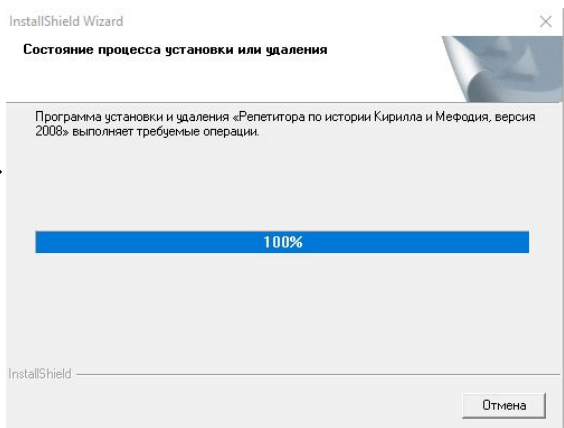 InstallShield Wizard
Состояние процесса установки или удаления
Программа установки и удаления «Репетитора по истории Кирилла и Мефодия, версия
2008» выполняет требуемые операции.
100%
InstallShield
Отмена